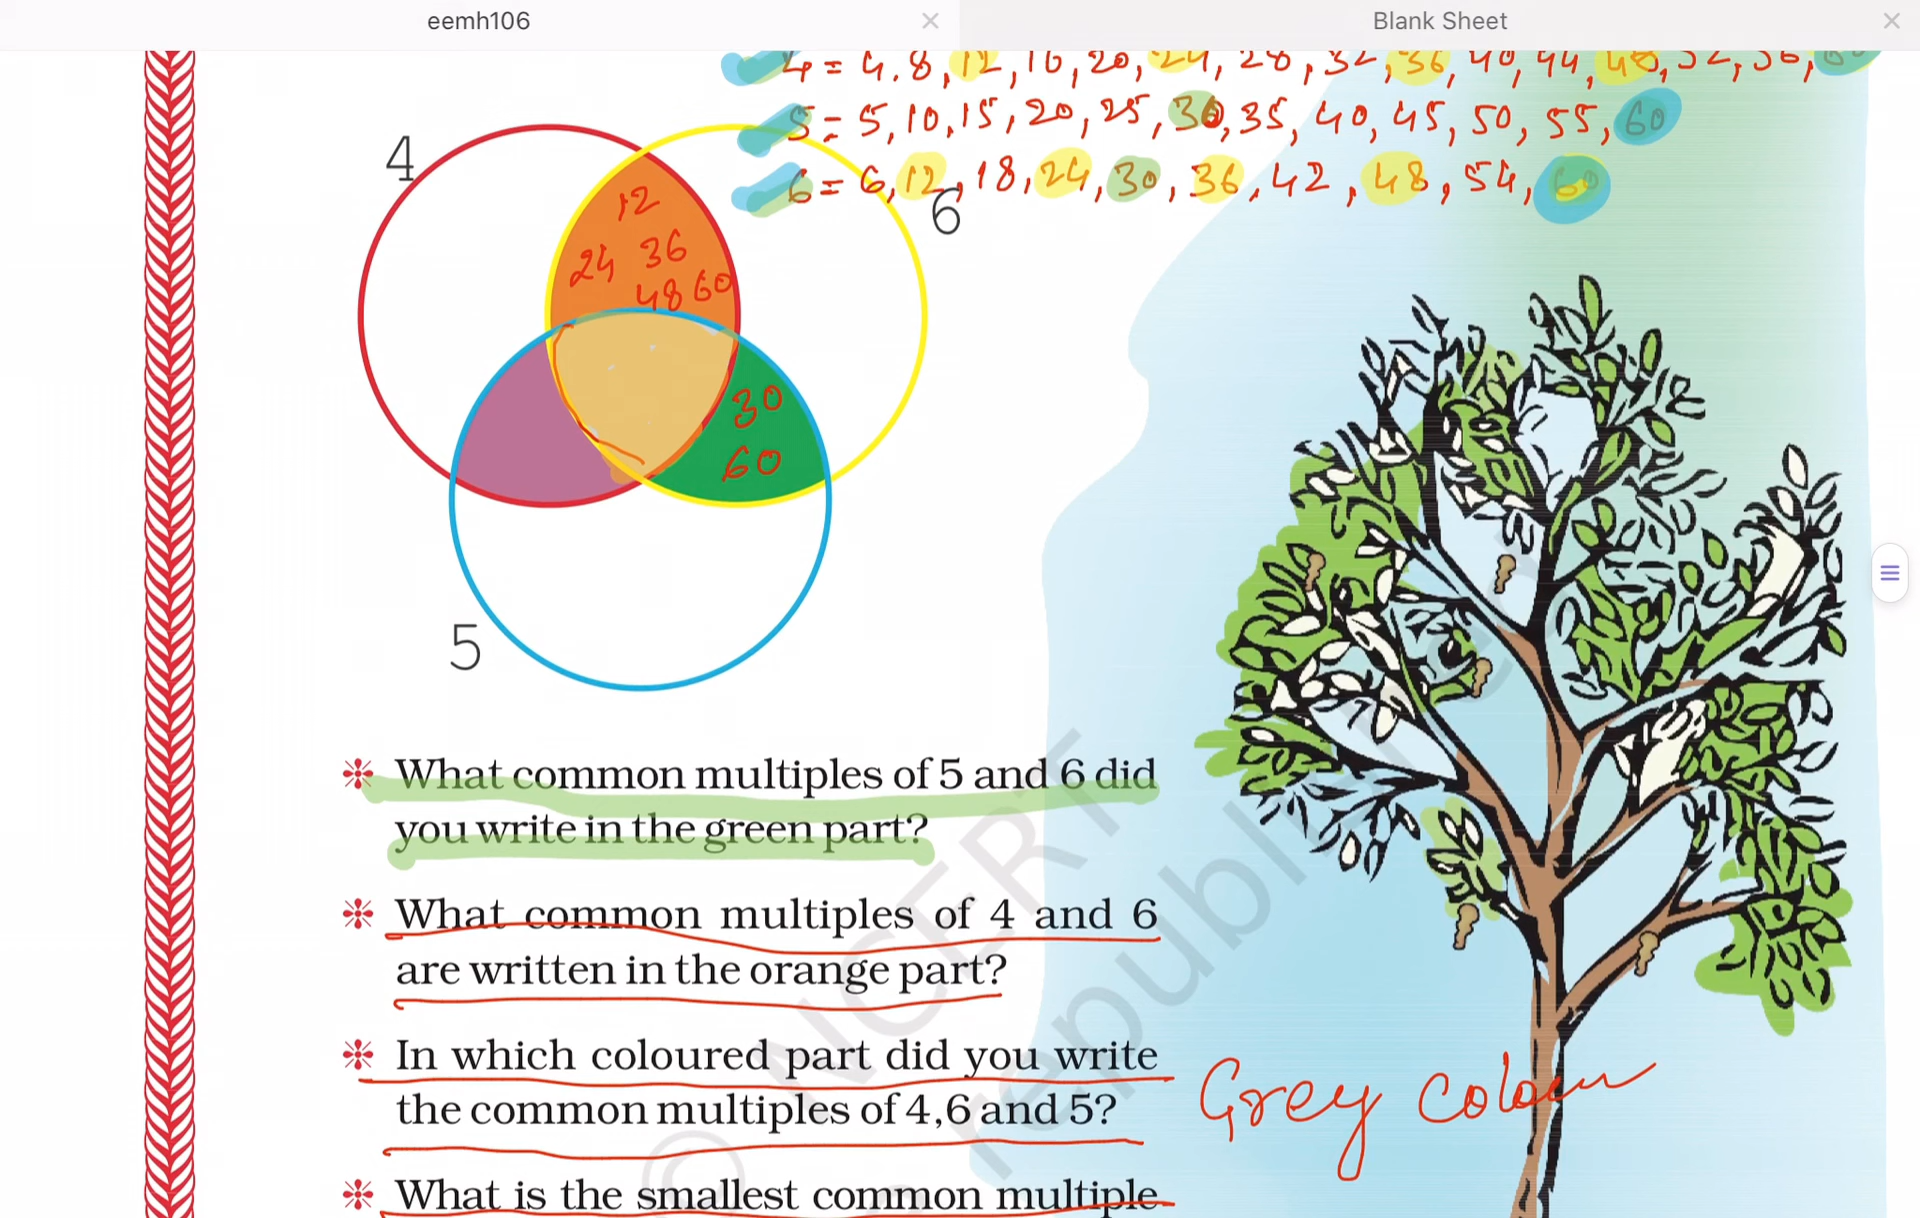 eemh106
Blank Sheet
4 = 4, 8, 12, 16, 20, 24, 28, 32, 36, 40, 44, 48, 52, 56, 60
5 = 5, 10, 15, 20, 25, 30, 35, 40, 45, 50, 55, 60
6 = 6, 12, 18, 24, 30, 36, 42, 48, 54, 60
4
6
12
24 36
48 60
30
60
5
What common multiples of 5 and 6 did
you write in the green part?
What common multiples of 4 and 6
are written in the orange part?
In which coloured part did you write
the common multiples of 4,6 and 5?
Grey Colour
What is the smallest common multiple
© NCERT
republished